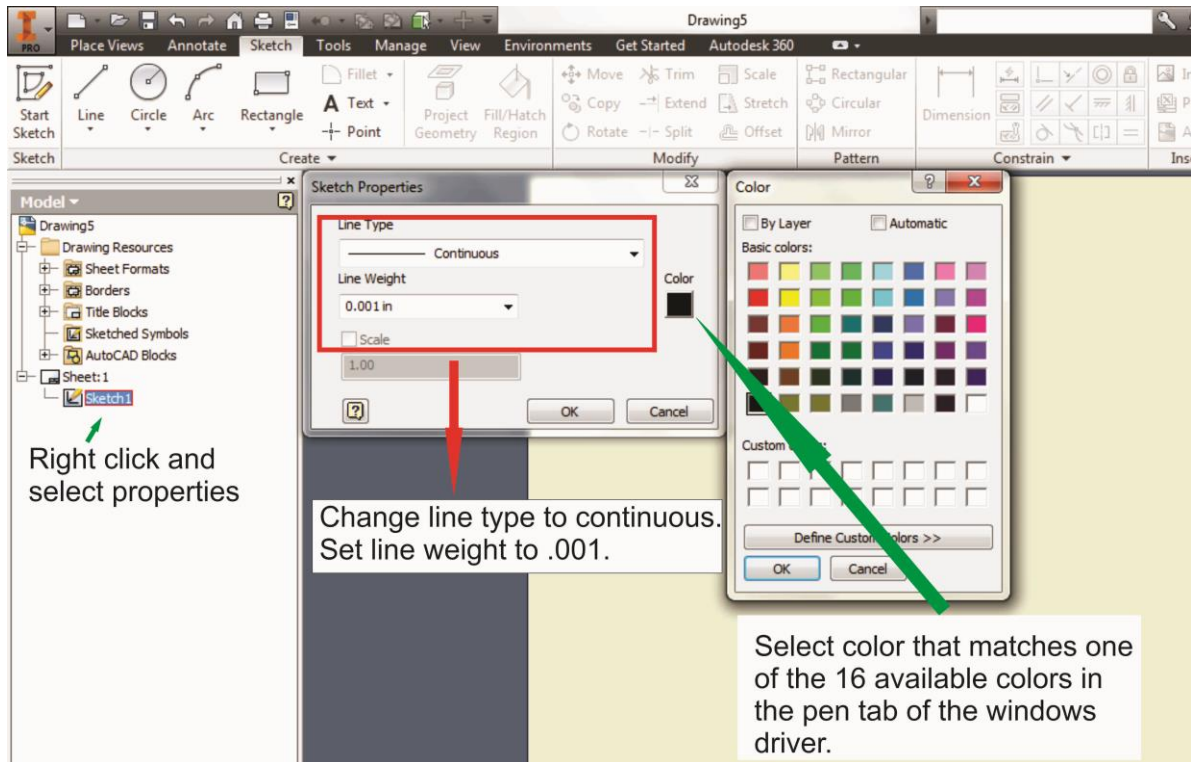 Drawing5
PRO
Place Views Annotate Sketch Tools Manage View Environments Get Started Autodesk 360
Start
Sketch
Line
Circle
Arc
Rectangle
Fillet
A Text
Point
Project
Geometry
Fill/Hatch
Region
Move Trim Scale
Copy Extend Stretch
Rotate Split Offset
Rectangular
Circular
Mirror
Dimension
Sketch Create Modify Pattern Constrain
Model
Drawing5
Drawing Resources
Sheet Formats
Borders
Title Blocks
Sketched Symbols
AutoCAD Blocks
Sheet:1
Sketch1
Right click and
select properties
Sketch Properties
Line Type
Continuous
Line Weight
0.001 in
Color
Scale
1.00
OK Cancel
Change line type to continuous.
Set line weight to .001.
Color
By Layer Automatic
Basic colors:
Custom
Define Custom Colors >>
OK Cancel
Select color that matches one
of the 16 available colors in
the pen tab of the windows
driver.